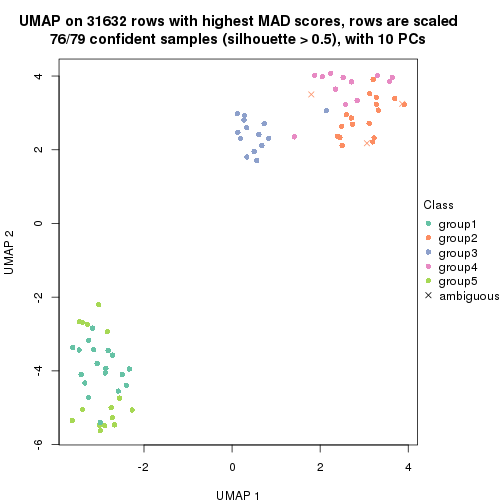 UMAP on 31632 rows with highest MAD scores, rows are scaled
76/79 confident samples (silhouette > 0.5), with 10 PCs
4
2
0
-2
-4
-6
UMAP 2
-2
0
2
4
UMAP 1
Class
group1
group2
group3
group4
group5
ambiguous